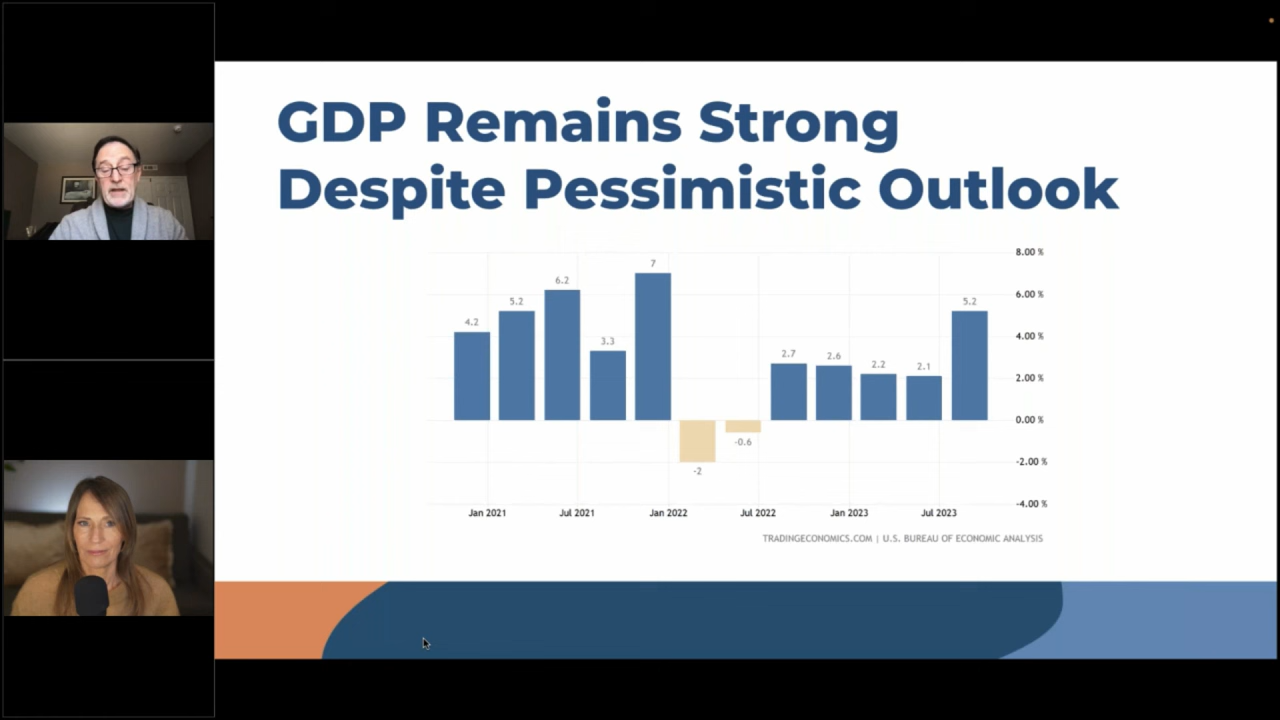 GDP Remains Strong
Despite Pessimistic Outlook
8.00 %
6.00 %
4.00 %
2.00 %
0.00 %
-2.00 %
-4.00 %
4.2
5.2
6.2
3.3
7
-2
-0.6
2.7
2.6
2.2
2.1
5.2
Jan 2021
Jul 2021
Jan 2022
Jul 2022
Jan 2023
Jul 2023
TRADINGECONOMICS.COM | U.S. BUREAU OF ECONOMIC ANALYSIS